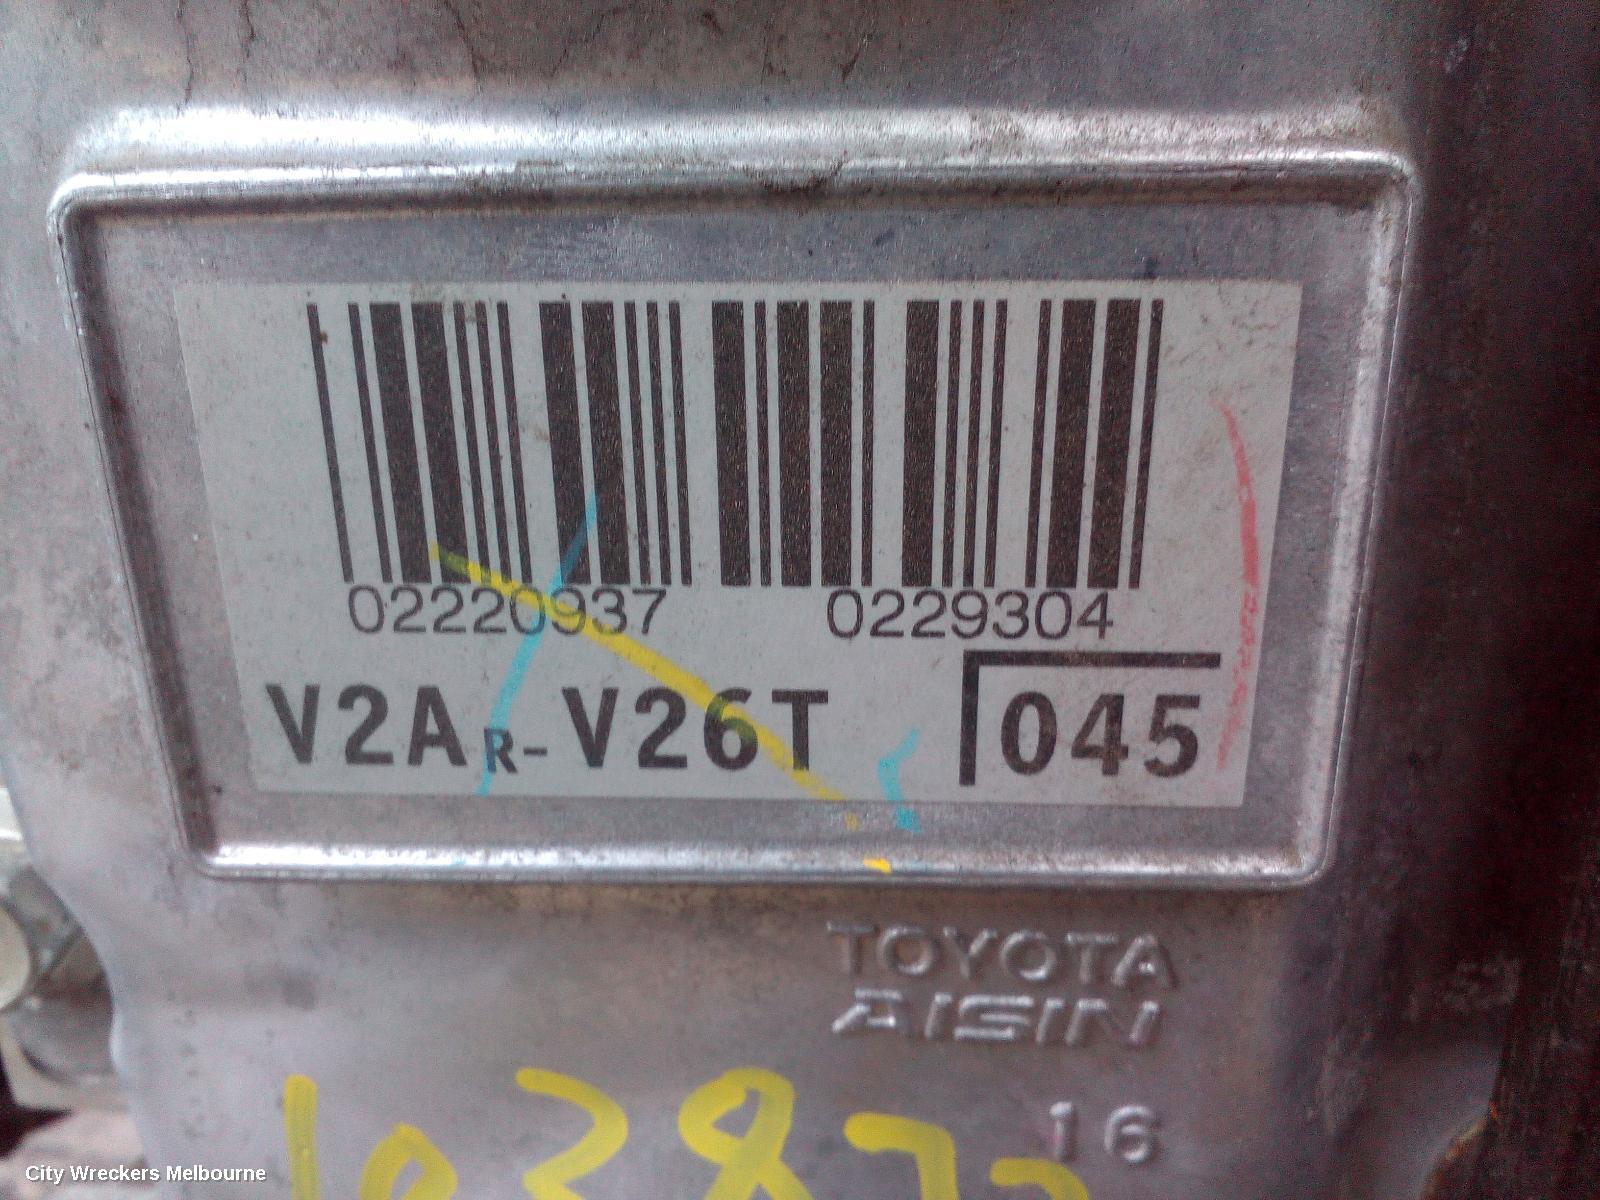 02220937 0229304
V2AR-V26T 045
TOYOTA
AISIN
16
City Wreckers Melbourne